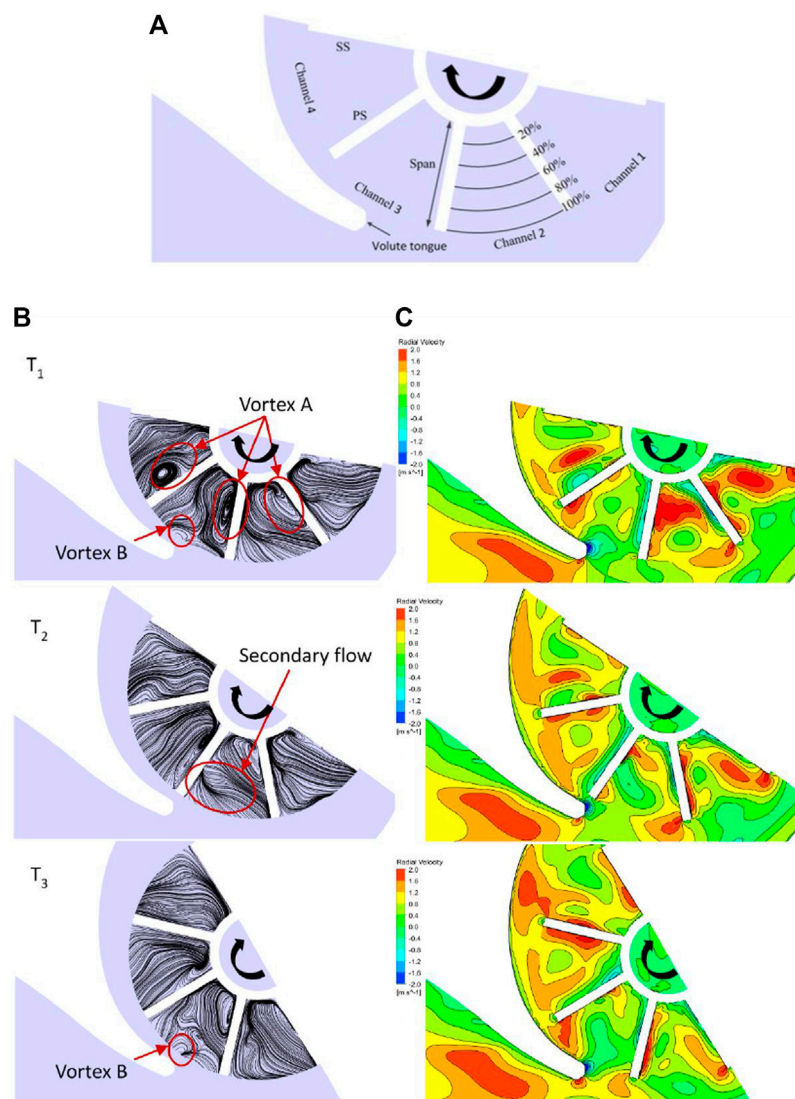 A
SS
Channel 4
PS
Span
20%
40%
60%
80%
100%
Channel 1
Channel 3
Channel 2
Volute tongue
B
C
T1
Vortex A
Vortex B
Radial Velocity
2.0
1.6
1.2
0.8
0.4
0.0
-0.4
-0.8
-1.2
-1.6
-2.0
[m s^-1]
T2
Secondary flow
Radial Velocity
2.0
1.6
1.2
0.8
0.4
0.0
-0.4
-0.8
-1.2
-1.6
-2.0
[m s^-1]
T3
Vortex B
Radial Velocity
2.0
1.6
1.2
0.8
0.4
0.0
-0.4
-0.8
-1.2
-1.6
-2.0
[m s^-1]